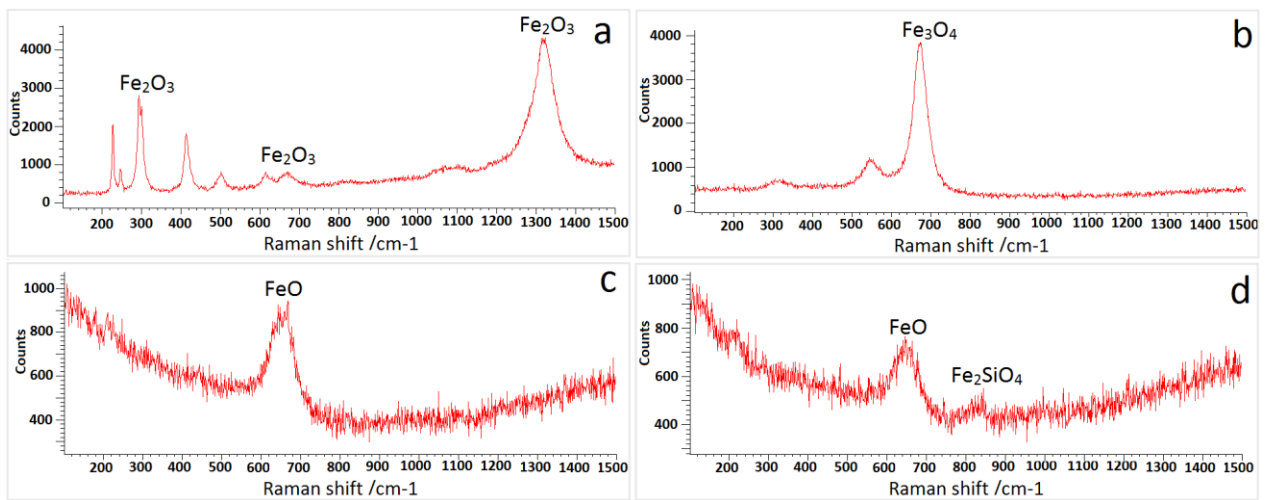 Fe₂O₃ a
4000
3000 Fe₂O₃
2000
1000 Fe₂O₃
0
Counts
200 300 400 500 600 700 800 900 1000 1100 1200 1300 1400 1500
Raman shift /cm-1
Fe₃O₄ b
4000
3000
2000
1000
0
Counts
200 300 400 500 600 700 800 900 1000 1100 1200 1300 1400 1500
Raman shift /cm-1
FeO c
1000
800
600
400
Counts
200 300 400 500 600 700 800 900 1000 1100 1200 1300 1400 1500
Raman shift /cm-1
d
1000
800 FeO
600 Fe₂SiO₄
400
Counts
200 300 400 500 600 700 800 900 1000 1100 1200 1300 1400 1500
Raman shift /cm-1